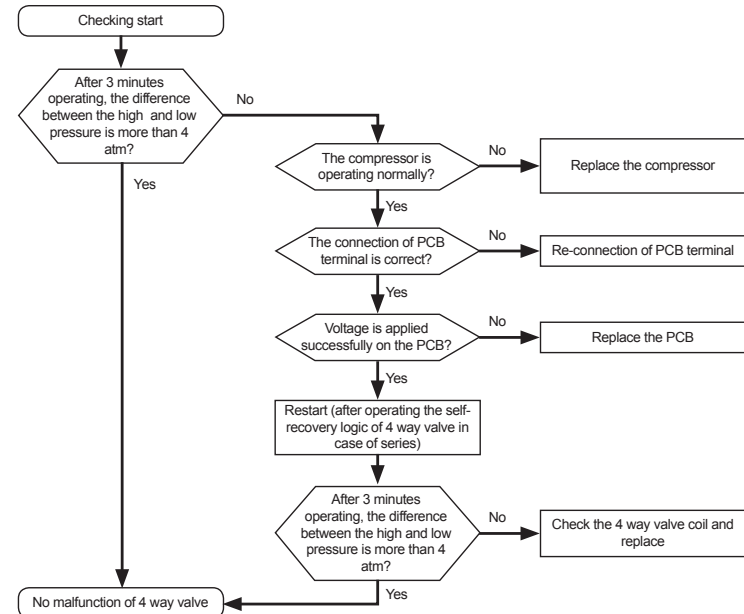 Checking start
After 3 minutes
operating, the difference
between the high and low
pressure is more than 4
atm?
No
Yes
The compressor is
operating normally?
No
Replace the compressor
Yes
The connection of PCB
terminal is correct?
No
Re-connection of PCB terminal
Yes
Voltage is applied
successfully on the PCB?
No
Replace the PCB
Yes
Restart (after operating the self-
recovery logic of 4 way valve in
case of series)
After 3 minutes
operating, the difference
between the high and low
pressure is more than 4
atm?
No
Check the 4 way valve coil and
replace
Yes
No malfunction of 4 way valve